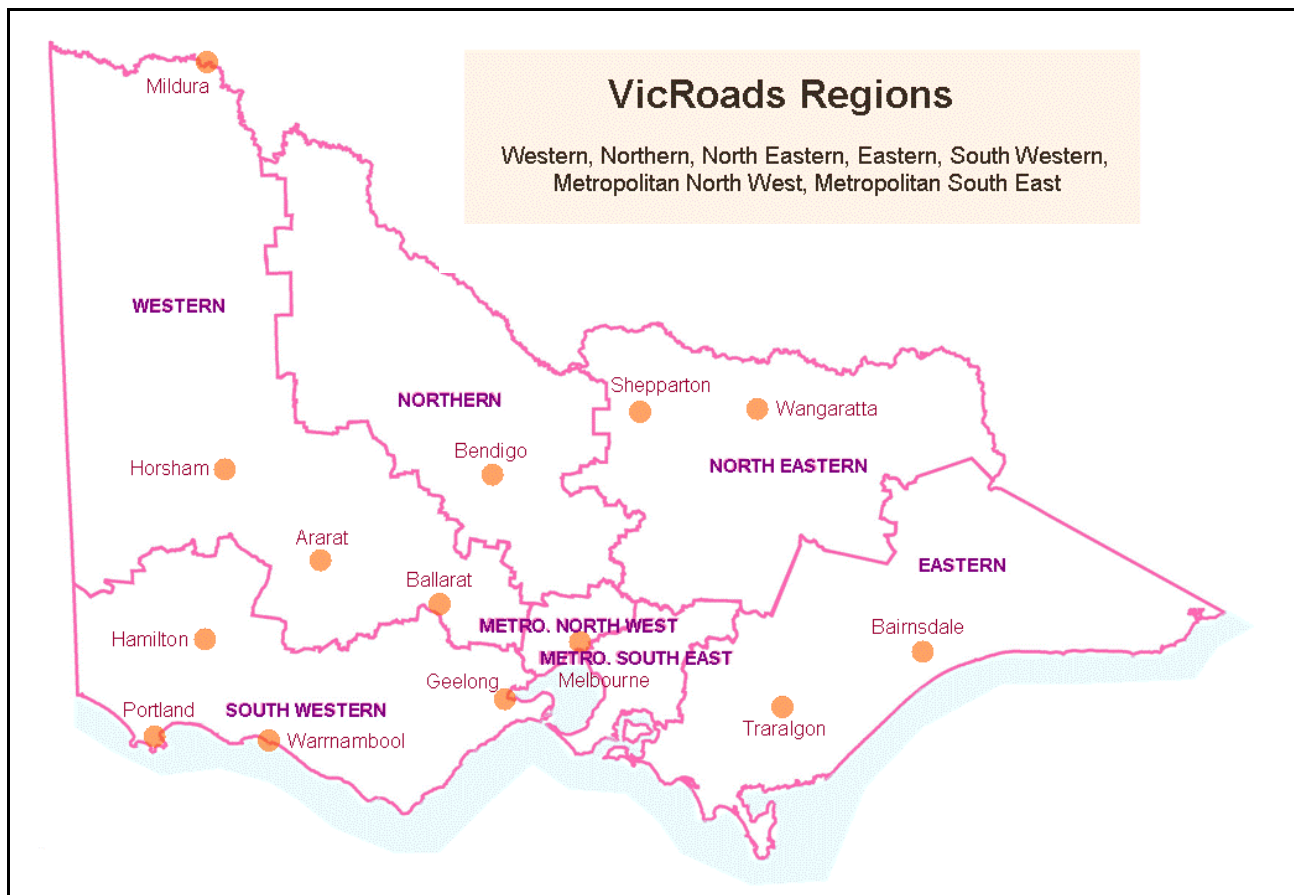 VicRoads Regions
Western, Northern, North Eastern, Eastern, South Western,
Metropolitan North West, Metropolitan South East
Mildura
WESTERN
NORTHERN
Shepparton
Wangaratta
Horsham
Bendigo
NORTH EASTERN
Ararat
Ballarat
EASTERN
Hamilton
METRO. NORTH WEST
Bairnsdale
METRO. SOUTH EAST
Geelong
Melbourne
Portland
SOUTH WESTERN
Warrnambool
Traralgon